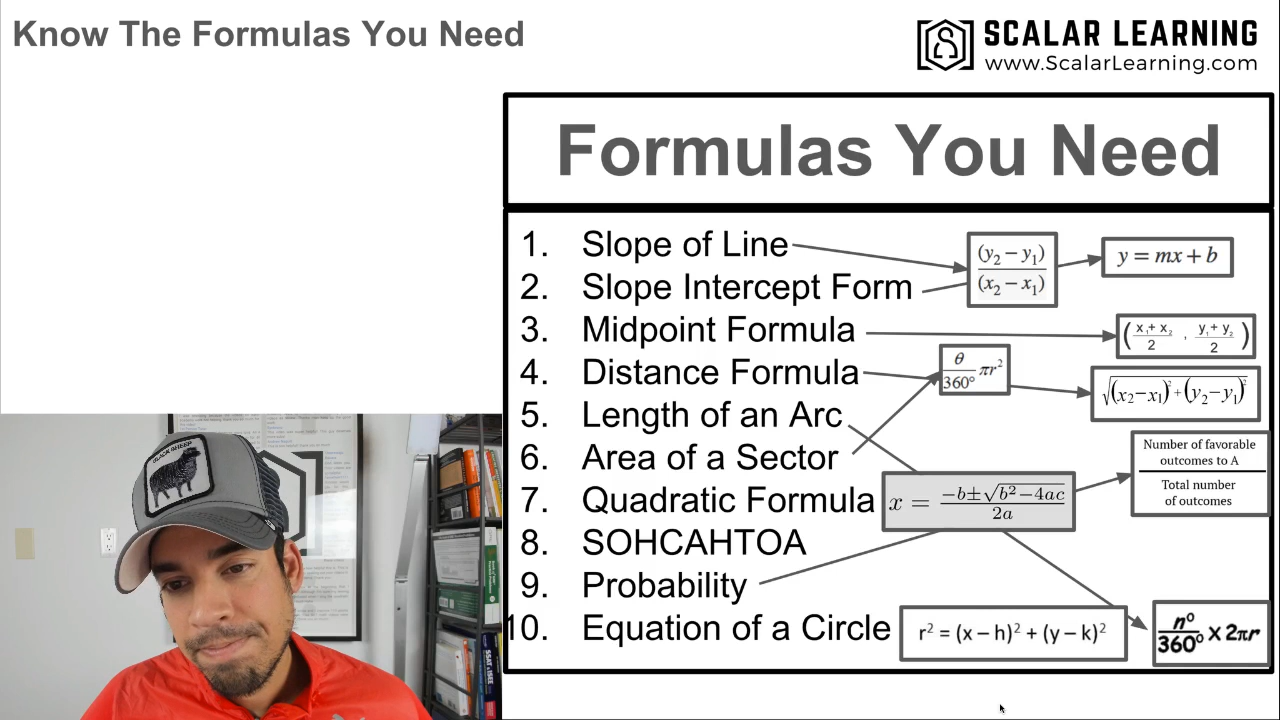 Know The Formulas You Need
SCALAR LEARNING
www.ScalarLearning.com
Formulas You Need
1. Slope of Line
2. Slope Intercept Form
3. Midpoint Formula
4. Distance Formula
5. Length of an Arc
6. Area of a Sector
7. Quadratic Formula
8. SOHCAHTOA
9. Probability
10. Equation of a Circle
(y₂ – y₁)
(x₂ – x₁)
y = mx + b
( x₁+ x₂ / 2 , y₁+ y₂ / 2 )
θ/360° πr²
√(x₂–x₁)²+(y₂–y₁)²
Number of favorable
outcomes to A
Total number
of outcomes
x = –b±√b²–4ac / 2a
r² = (x – h)² + (y – k)²
n°/360° x 2πr
BLACK SHEEP
SSAT & ISEE